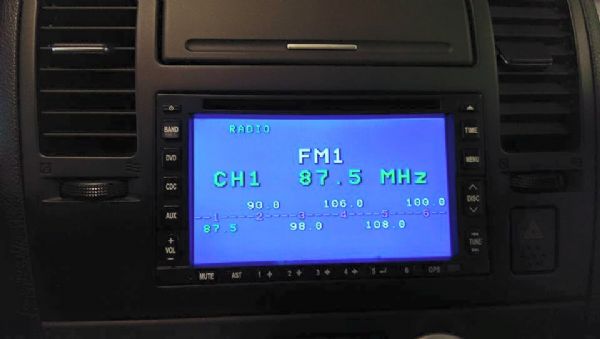 BAND
DVD
CDC
AUX
+
VOL
-
RADIO
FM1
CH1 87.5 MHz
90.0 106.0 100.0
--1----2----3----4----5----6--
87.5 98.0 108.0
TIME
MENU
DISC
TUNE
MUTE AST 1 2 3 4 5 6 GPS